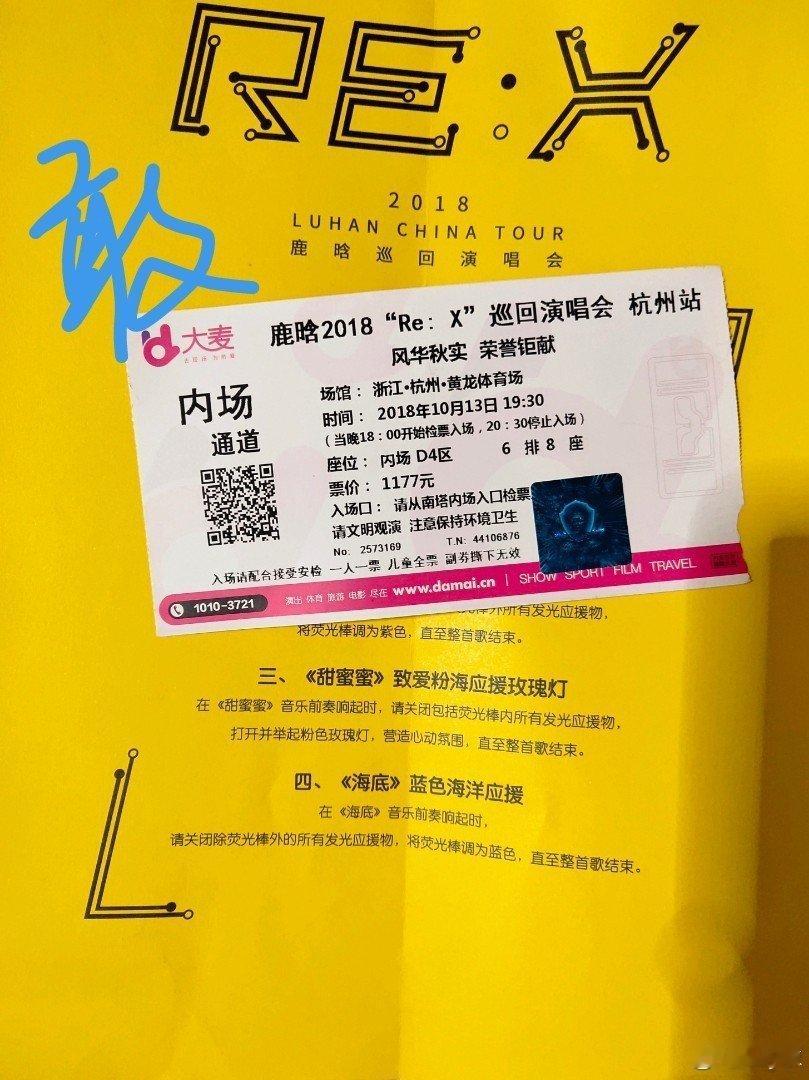 RE:X
敢
2018
LUHAN CHINA TOUR
鹿晗巡回演唱会
大麦
鹿晗2018“Re: X”巡回演唱会 杭州站
风华秋实 荣誉钜献
内场
通道
场馆：浙江·杭州·黄龙体育场
时间：2018年10月13日 19:30
（当晚18：00开始检票入场，20：30停止入场）
座位：内场 D4区 6 排 8 座
票价：1177元
入场口：请从南塔内场入口检票
请文明观演 注意保持环境卫生
No: 2573169 T.N: 44106876
入场请配合接受安检 一人一票 儿童全票 副券撕下无效
1010-3721 演出 体育 旅游 电影 尽在 www.damai.cn | SHOW SPORT FILM TRAVEL
外所有发光应援物，
将荧光棒调为紫色，直至整首歌结束。
三、《甜蜜蜜》致爱粉海应援玫瑰灯
在《甜蜜蜜》音乐前奏响起时，请关闭包括荧光棒内所有发光应援物，
打开并举起粉色玫瑰灯，营造心动氛围，直至整首歌结束。
四、《海底》蓝色海洋应援
在《海底》音乐前奏响起时，
请关闭除荧光棒外的所有发光应援物，将荧光棒调为蓝色，直至整首歌结束。